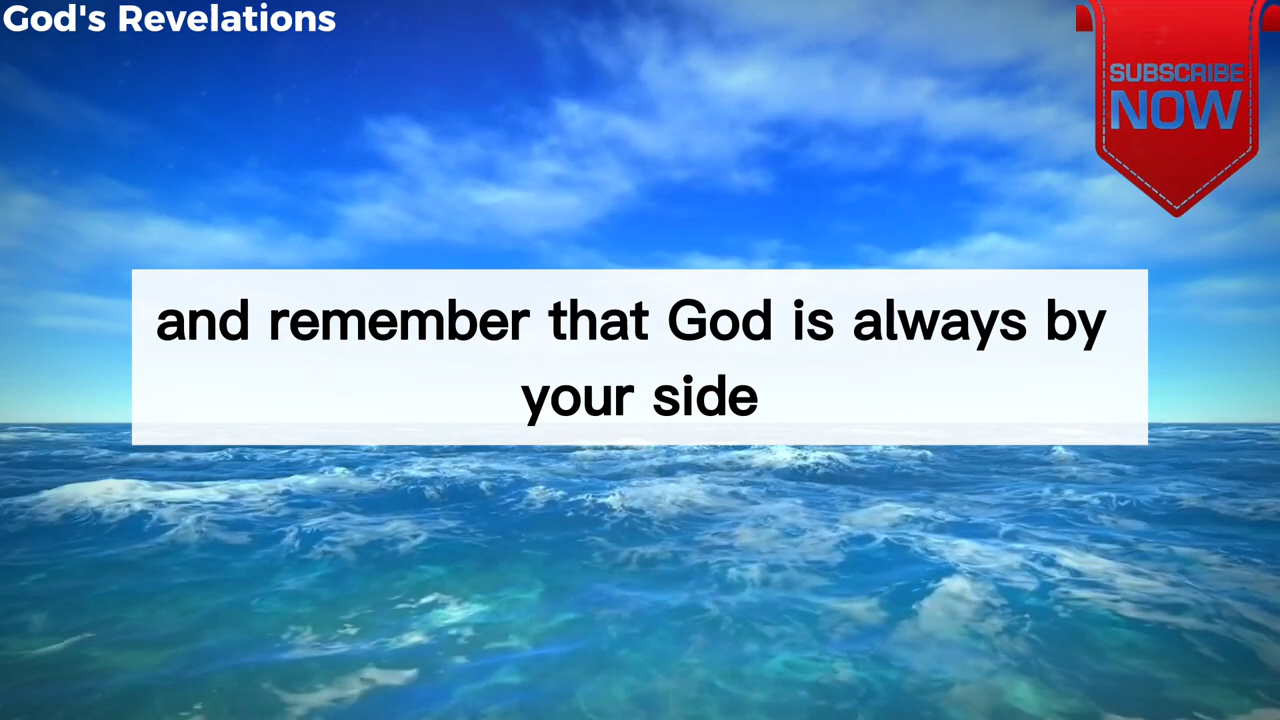 God's Revelations
SUBSCRIBE
NOW
and remember that God is always by
your side